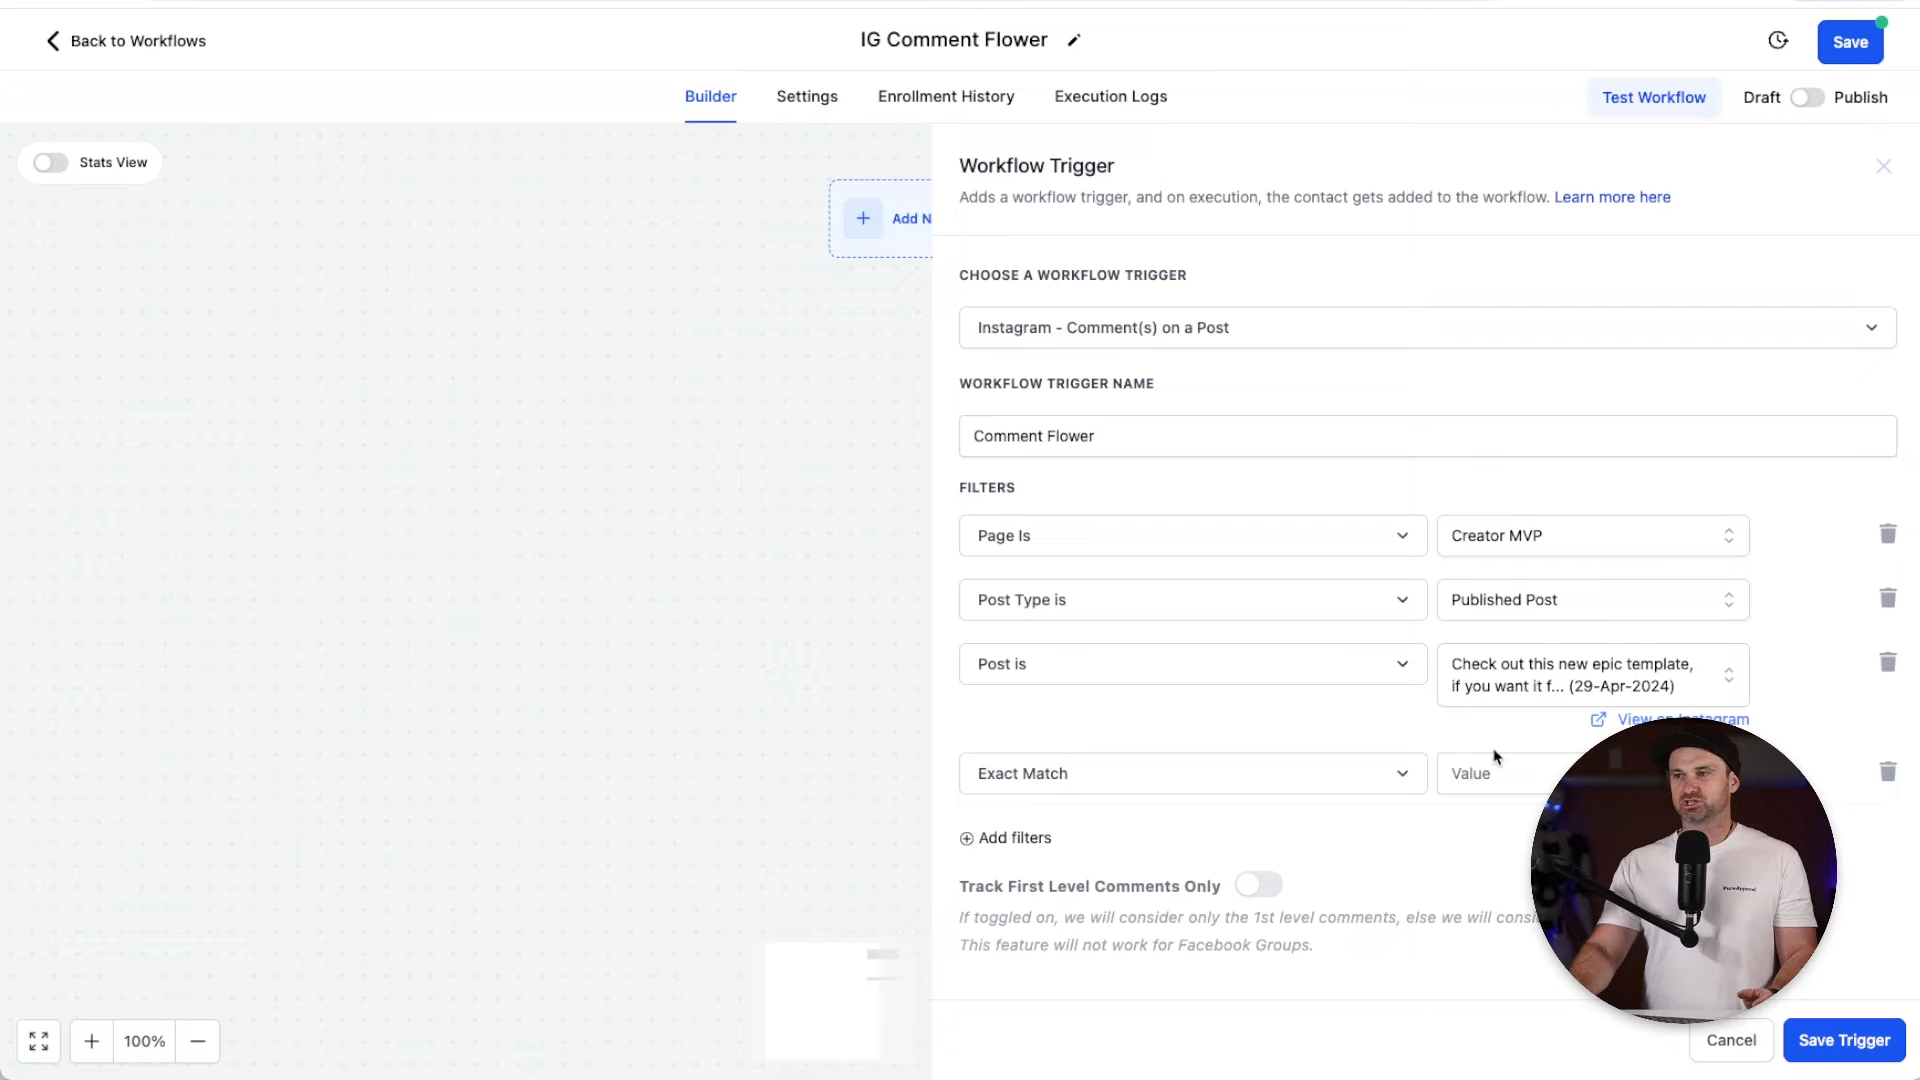 Back to Workflows
IG Comment Flower
Save
Builder
Settings
Enrollment History
Execution Logs
Test Workflow
Draft
Publish
Stats View
Add N
Workflow Trigger
Adds a workflow trigger, and on execution, the contact gets added to the workflow. Learn more here
CHOOSE A WORKFLOW TRIGGER
Instagram - Comment(s) on a Post
WORKFLOW TRIGGER NAME
Comment Flower
FILTERS
Page Is
Creator MVP
Post Type is
Published Post
Post is
Check out this new epic template,
if you want it f... (29-Apr-2024)
View on Instagram
Exact Match
Value
Add filters
Track First Level Comments Only
If toggled on, we will consider only the 1st level comments, else we will consi
This feature will not work for Facebook Groups.
100%
Cancel
Save Trigger